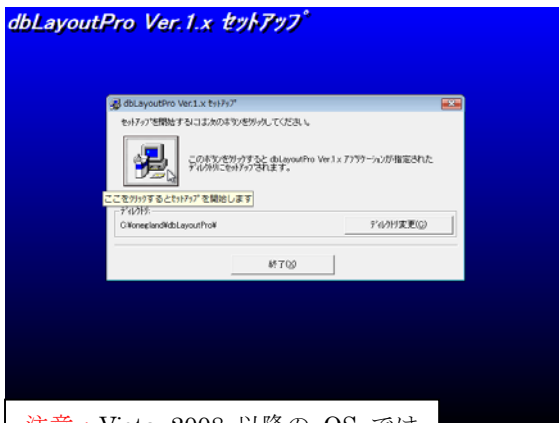 dbLayoutPro Ver.1.x ｾｯﾄｱｯﾌﾟ
dbLayoutPro Ver.1.x ｾｯﾄｱｯﾌﾟ
ｾｯﾄｱｯﾌﾟを開始するには次のﾎﾞﾀﾝをｸﾘｯｸしてください。
このﾎﾞﾀﾝをｸﾘｯｸすると dbLayoutPro Ver.1.x ｱﾌﾟﾘｹｰｼｮﾝが指定された
ﾃﾞｨﾚｸﾄﾘにｾｯﾄｱｯﾌﾟされます。
ここをｸﾘｯｸするとｾｯﾄｱｯﾌﾟを開始します
ﾃﾞｨﾚｸﾄﾘ:
C:¥onegland¥dbLayoutPro¥
ﾃﾞｨﾚｸﾄﾘ変更(G)
終了(X)
注意：Vista, 2008 以降の OS では